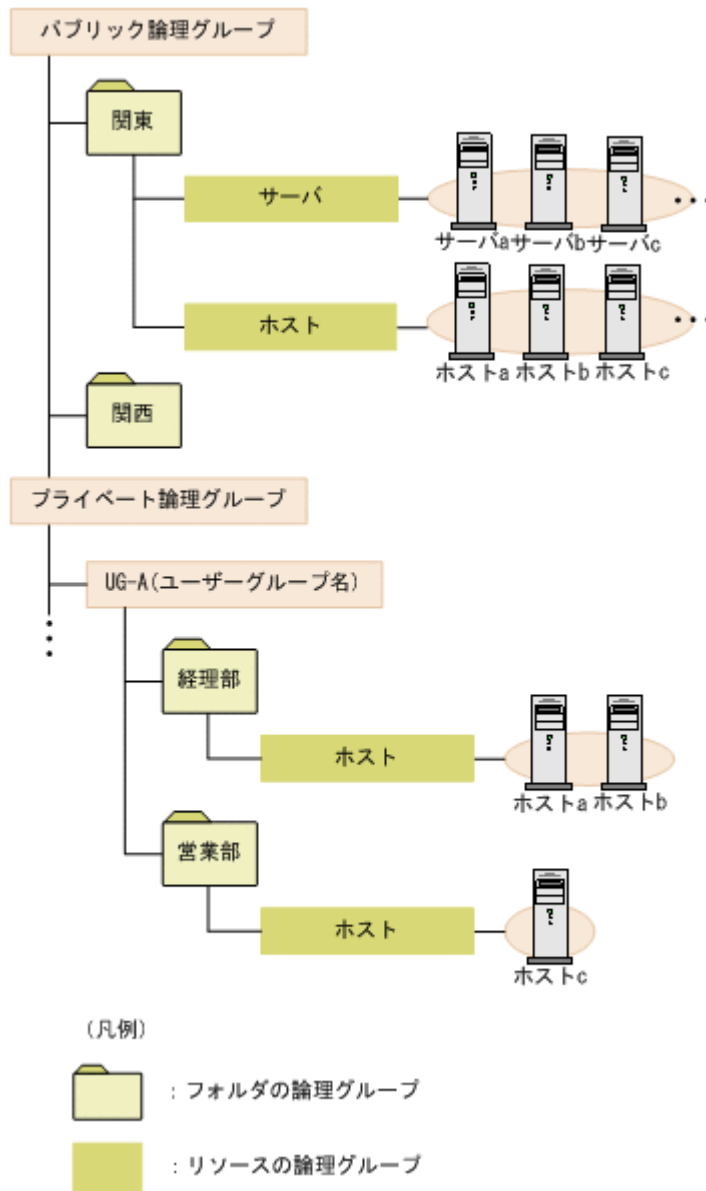 パブリック論理グループ
関東
サーバ
サーバa サーバb サーバc
ホスト
ホストa ホストb ホストc
関西
プライベート論理グループ
UG-A(ユーザーグループ名)
経理部
ホスト
ホストa ホストb
営業部
ホスト
ホストc
(凡例)
：フォルダの論理グループ
：リソースの論理グループ